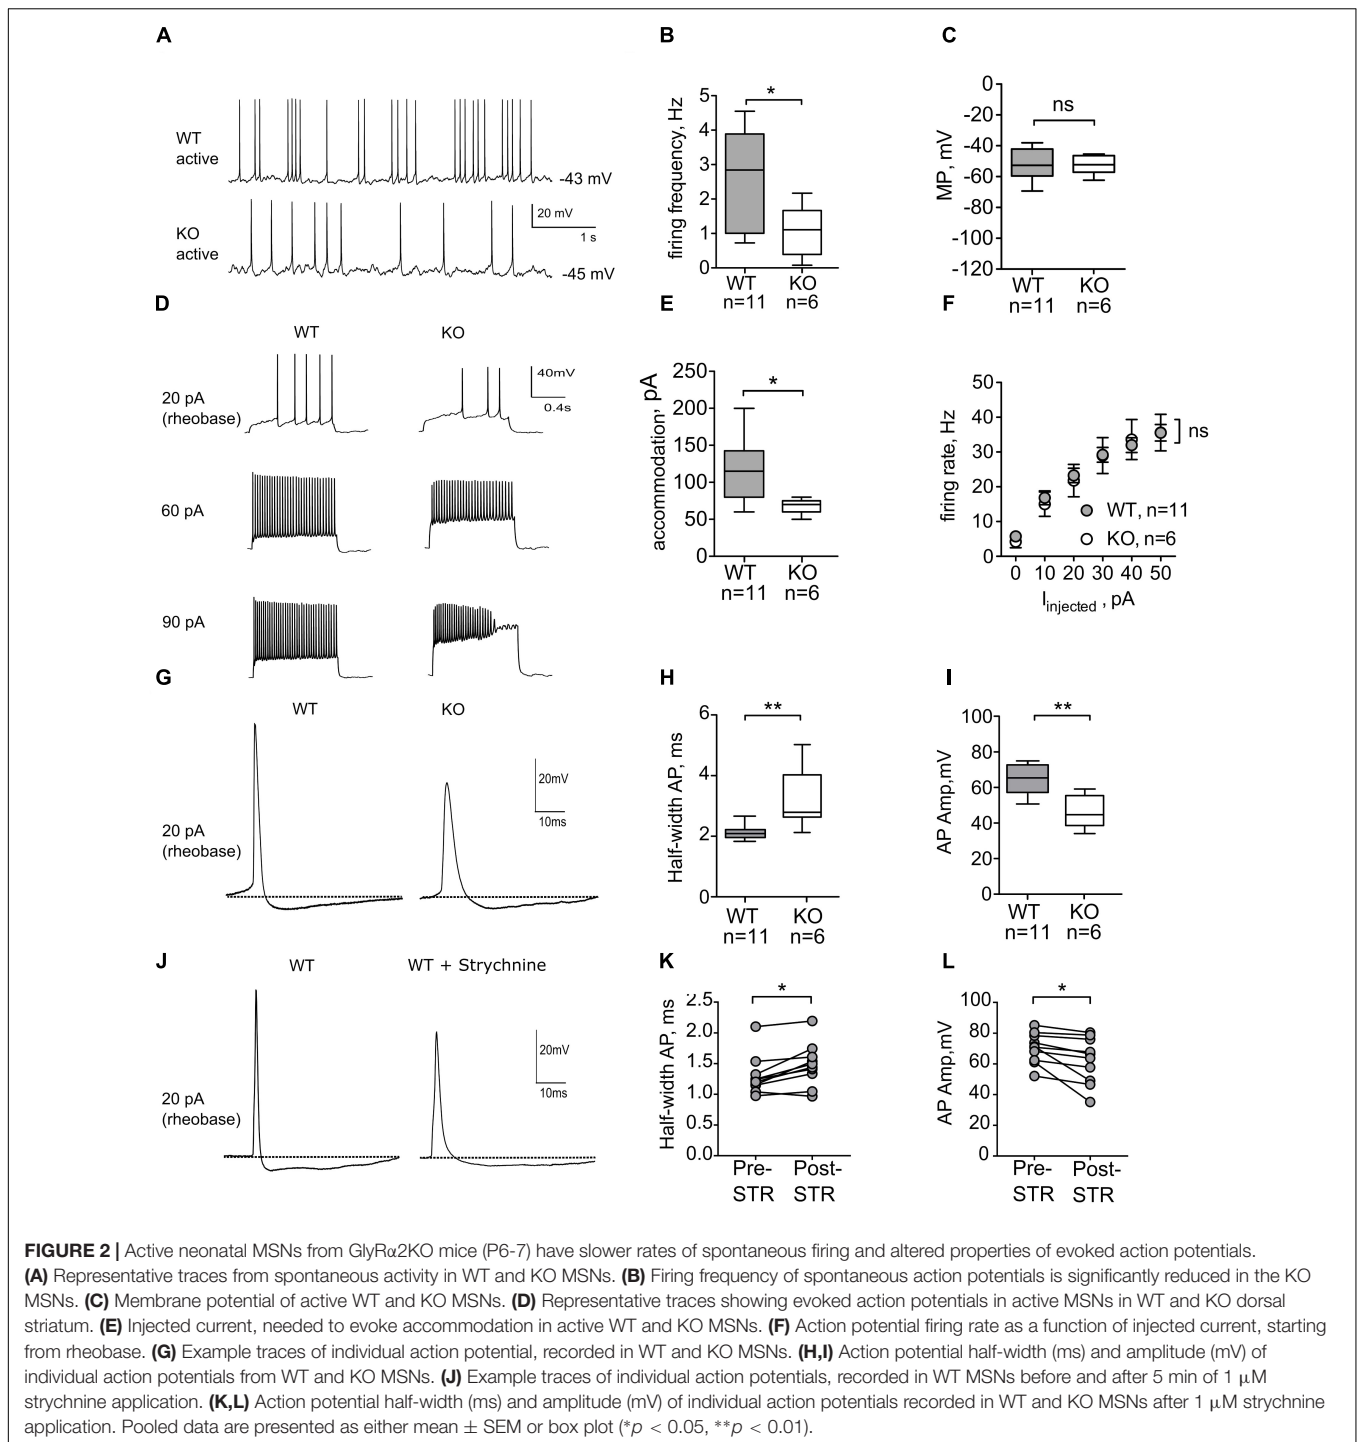 A
WT
active
-43 mV
KO
active
-45 mV
20 mV
1 s
B
firing frequency, Hz
5
4
3
2
1
0
*
WT
n=11
KO
n=6
C
MP, mV
0
-20
-40
-60
-80
-100
-120
ns
WT
n=11
KO
n=6
D
WT
KO
20 pA
(rheobase)
40mV
0.4s
60 pA
90 pA
E
accommodation, pA
250
200
150
100
50
0
*
WT
n=11
KO
n=6
F
firing rate, Hz
50
40
30
20
10
0
ns
WT, n=11
KO, n=6
0 10 20 30 40 50
Iinjected , pA
G
WT
KO
20 pA
(rheobase)
20mV
10ms
H
Half-width AP, ms
6
4
2
0
**
WT
n=11
KO
n=6
I
AP Amp,mV
100
80
60
40
20
0
**
WT
n=11
KO
n=6
J
WT
WT + Strychnine
20 pA
(rheobase)
20mV
10ms
K
Half-width AP, ms
2.5
2.0
1.5
1.0
0.5
0.0
*
Pre-
STR
Post-
STR
L
AP Amp,mV
100
80
60
40
20
0
*
Pre-
STR
Post-
STR
FIGURE 2 | Active neonatal MSNs from GlyRα2KO mice (P6-7) have slower rates of spontaneous firing and altered properties of evoked action potentials.
(A) Representative traces from spontaneous activity in WT and KO MSNs. (B) Firing frequency of spontaneous action potentials is significantly reduced in the KO
MSNs. (C) Membrane potential of active WT and KO MSNs. (D) Representative traces showing evoked action potentials in active MSNs in WT and KO dorsal
striatum. (E) Injected current, needed to evoke accommodation in active WT and KO MSNs. (F) Action potential firing rate as a function of injected current, starting
from rheobase. (G) Example traces of individual action potential, recorded in WT and KO MSNs. (H,I) Action potential half-width (ms) and amplitude (mV) of
individual action potentials from WT and KO MSNs. (J) Example traces of individual action potentials, recorded in WT MSNs before and after 5 min of 1 μM
strychnine application. (K,L) Action potential half-width (ms) and amplitude (mV) of individual action potentials recorded in WT and KO MSNs after 1 μM strychnine
application. Pooled data are presented as either mean ± SEM or box plot (*p < 0.05, **p < 0.01).